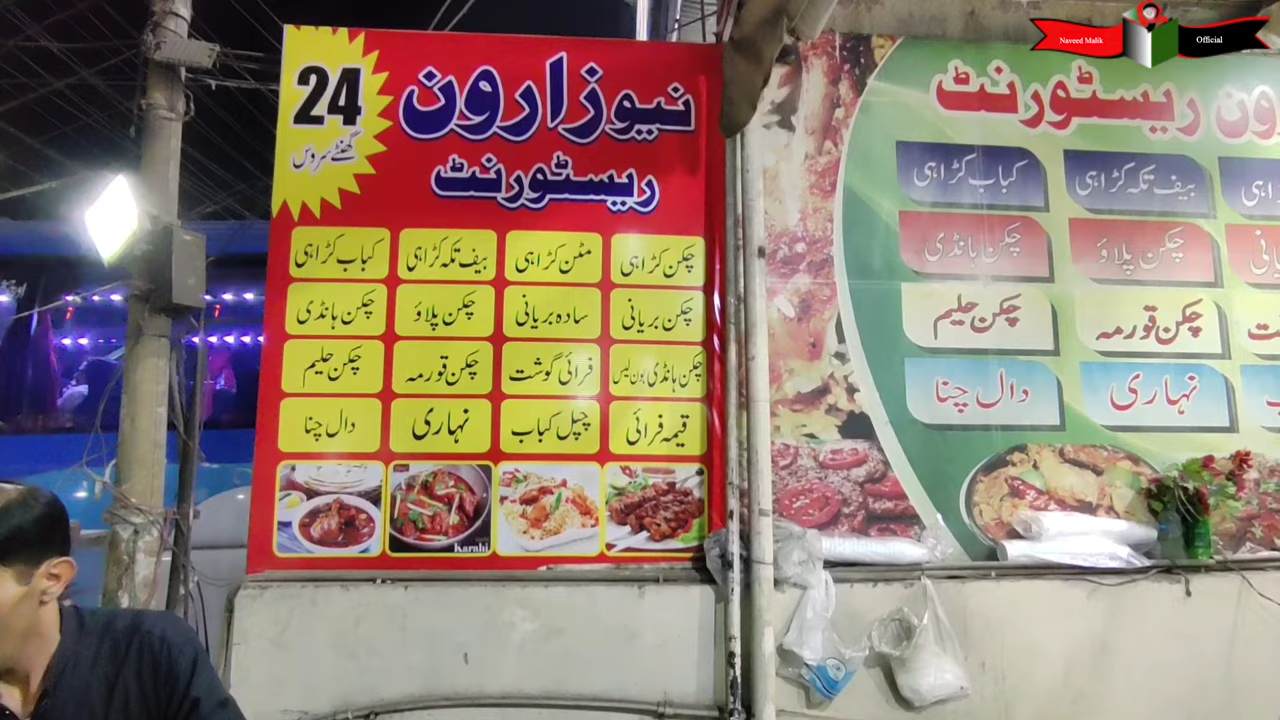 Naveed Malik Official
24
گھنٹے سروس
نیو زارون
ریسٹورنٹ
چکن کڑاہی مٹن کڑاہی بیف تکہ کڑاہی کباب کڑاہی
چکن بریانی سادہ بریانی چکن پلاؤ چکن ہانڈی
چکن ہانڈی بون لیس فرائی گوشت چکن قورمہ چکن حلیم
قیمہ فرائی چپل کباب نہاری دال چنا
Karahi
ریسٹورنٹ
بیف تکہ کڑاہی کباب کڑاہی
چکن پلاؤ چکن ہانڈی
چکن قورمہ چکن حلیم
نہاری دال چنا